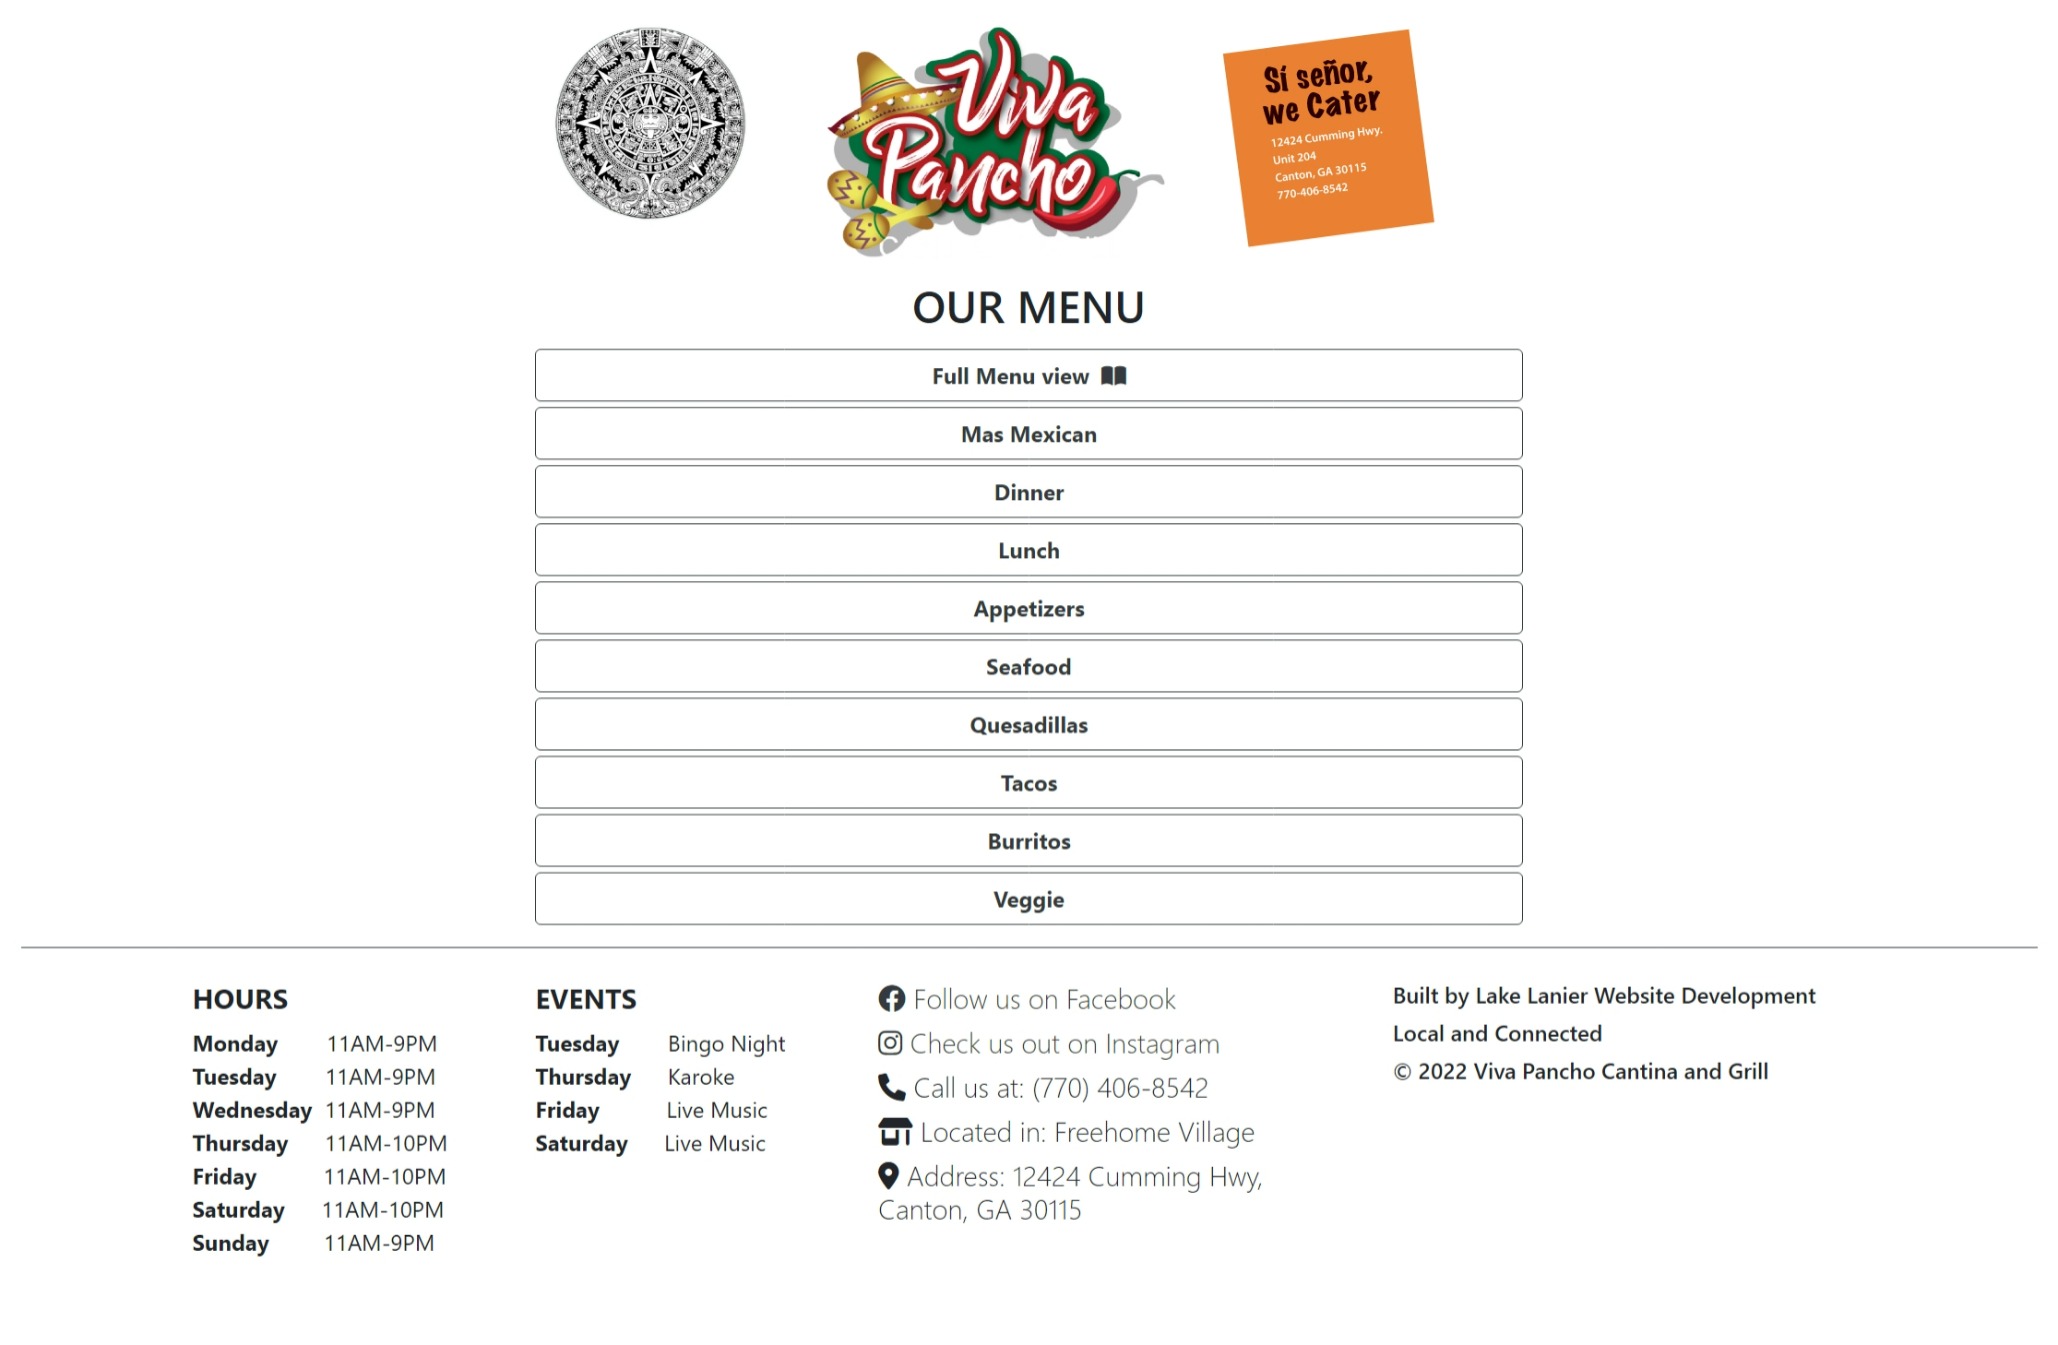 Viva
Pancho
Sí señor,
we Cater
12424 Cumming Hwy.
Unit 204
Canton, GA 30115
770-406-8542
OUR MENU
Full Menu view
Mas Mexican
Dinner
Lunch
Appetizers
Seafood
Quesadillas
Tacos
Burritos
Veggie
HOURS
Monday 11AM-9PM
Tuesday 11AM-9PM
Wednesday 11AM-9PM
Thursday 11AM-10PM
Friday 11AM-10PM
Saturday 11AM-10PM
Sunday 11AM-9PM
EVENTS
Tuesday Bingo Night
Thursday Karoke
Friday Live Music
Saturday Live Music
Follow us on Facebook
Check us out on Instagram
Call us at: (770) 406-8542
Located in: Freehome Village
Address: 12424 Cumming Hwy,
Canton, GA 30115
Built by Lake Lanier Website Development
Local and Connected
© 2022 Viva Pancho Cantina and Grill